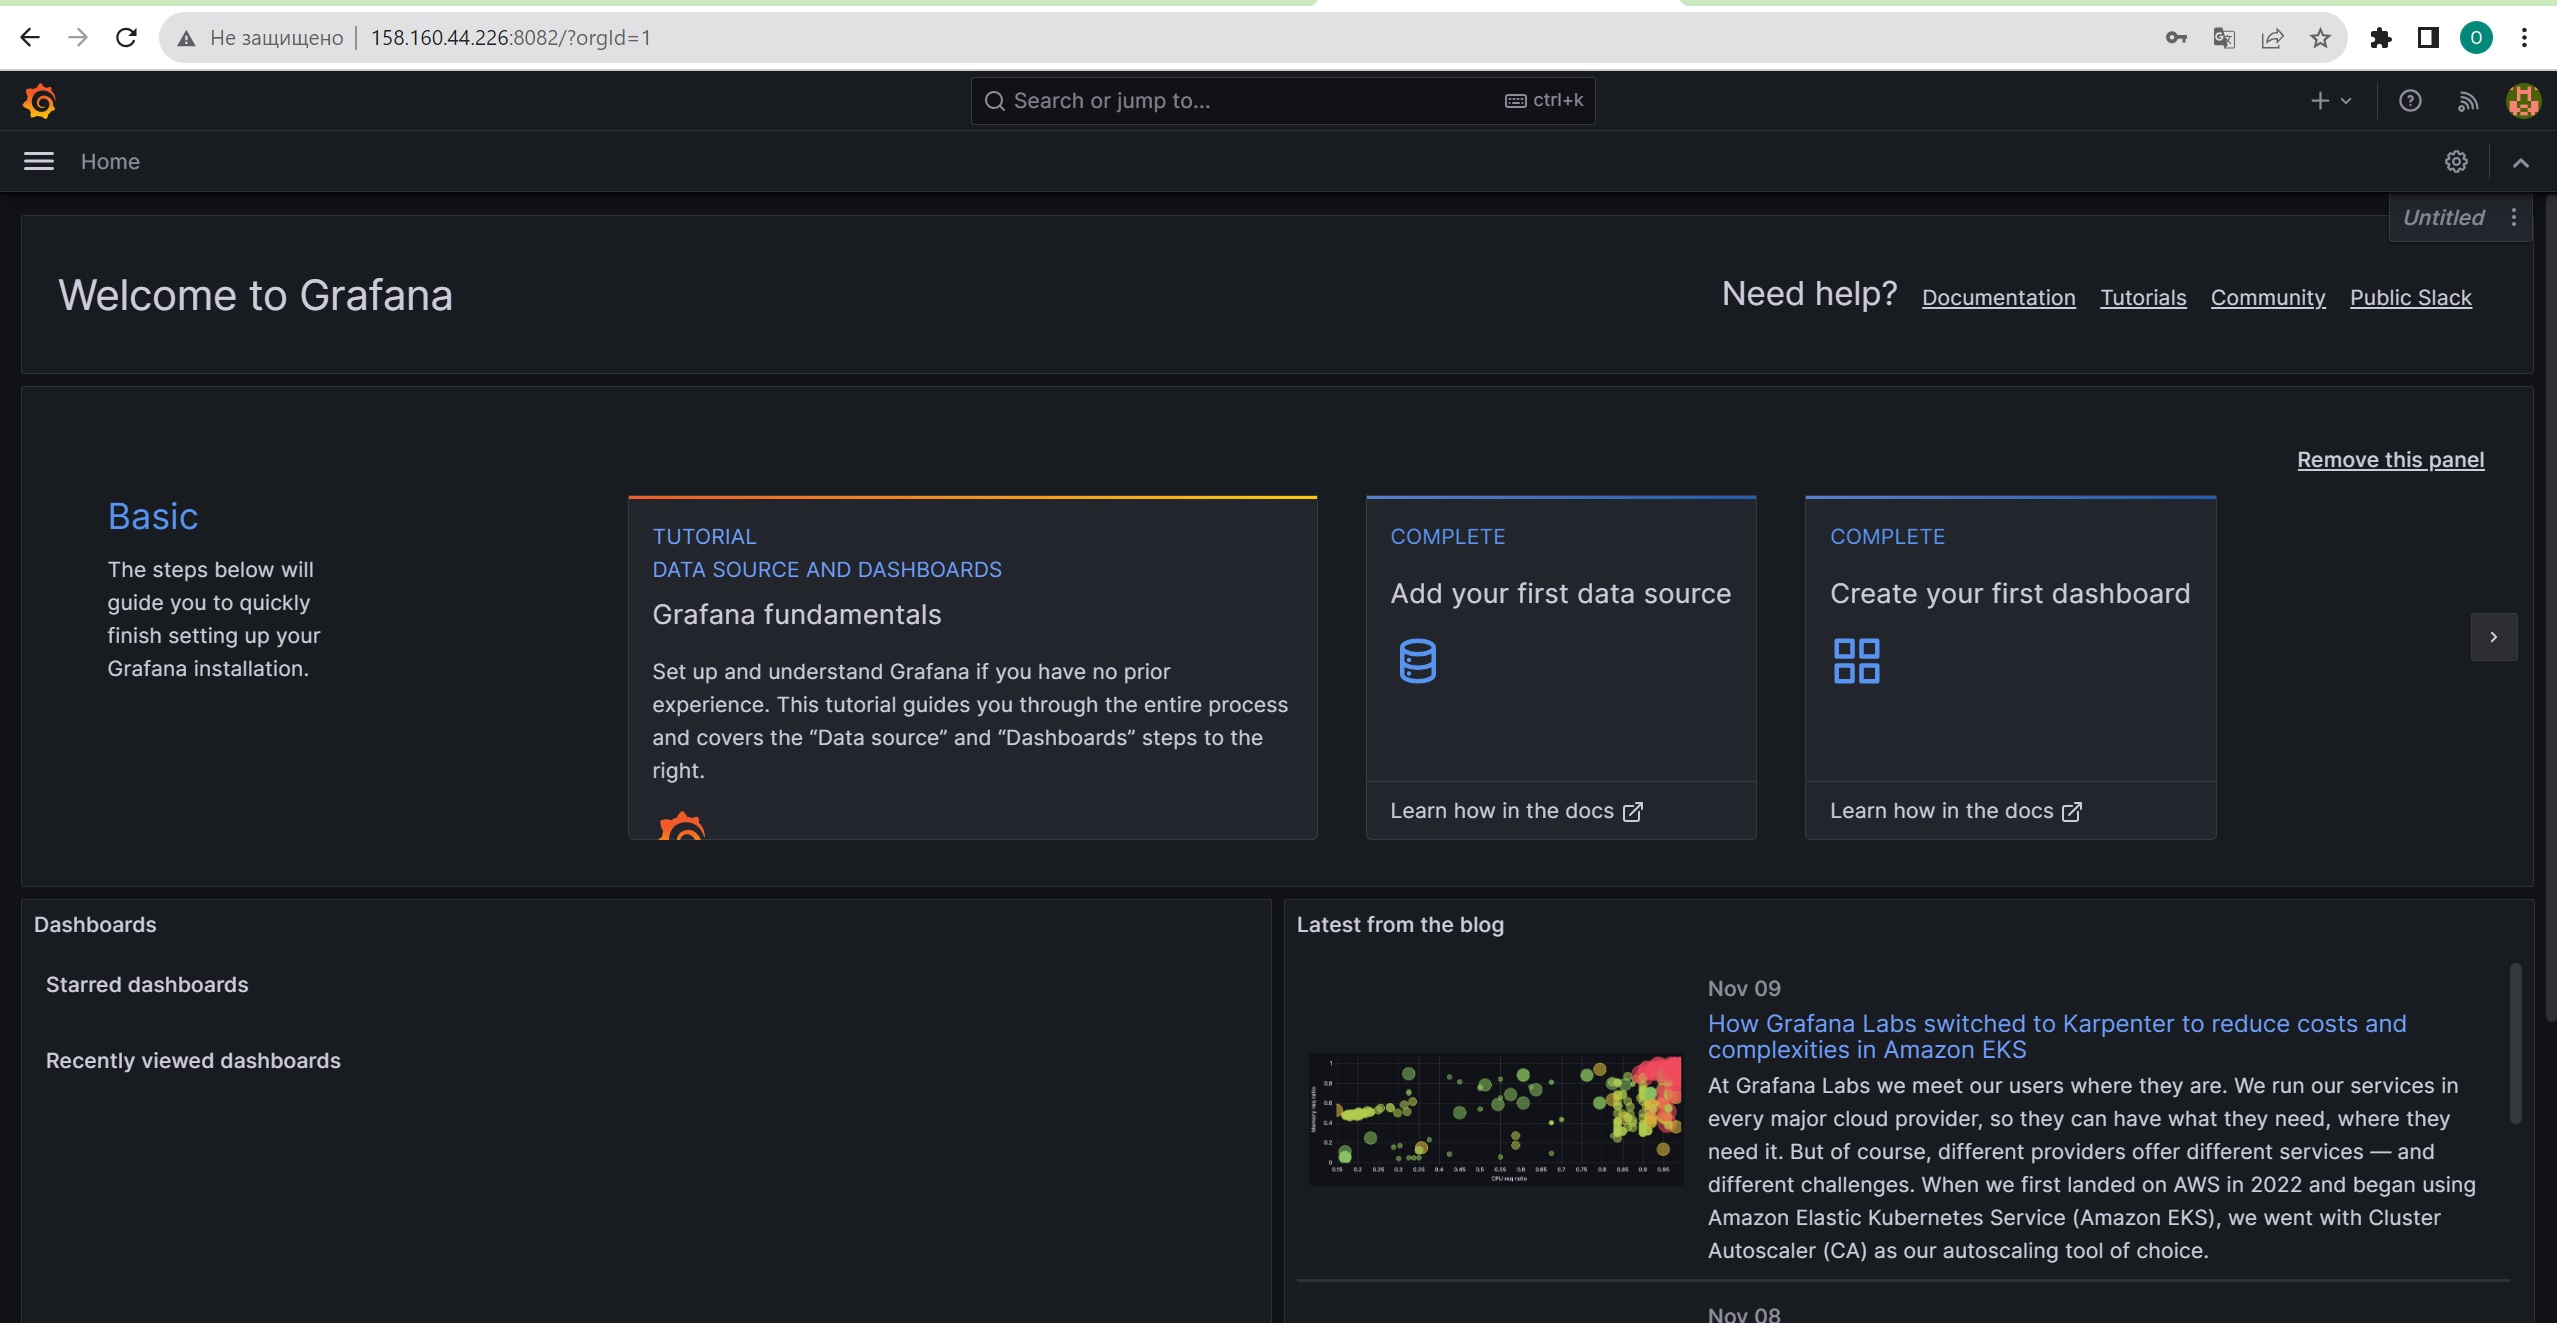 Не защищено 158.160.44.226:8082/?orgId=1
O
Search or jump to...
ctrl+k
Home
Untitled
Welcome to Grafana
Need help? Documentation Tutorials Community Public Slack
Remove this panel
Basic
The steps below will
guide you to quickly
finish setting up your
Grafana installation.
TUTORIAL
DATA SOURCE AND DASHBOARDS
Grafana fundamentals
Set up and understand Grafana if you have no prior
experience. This tutorial guides you through the entire process
and covers the “Data source” and “Dashboards” steps to the
right.
COMPLETE
Add your first data source
Learn how in the docs
COMPLETE
Create your first dashboard
Learn how in the docs
Dashboards
Starred dashboards
Recently viewed dashboards
Latest from the blog
Nov 09
How Grafana Labs switched to Karpenter to reduce costs and
complexities in Amazon EKS
At Grafana Labs we meet our users where they are. We run our services in
every major cloud provider, so they can have what they need, where they
need it. But of course, different providers offer different services — and
different challenges. When we first landed on AWS in 2022 and began using
Amazon Elastic Kubernetes Service (Amazon EKS), we went with Cluster
Autoscaler (CA) as our autoscaling tool of choice.
CPU req ratio
Nov 08